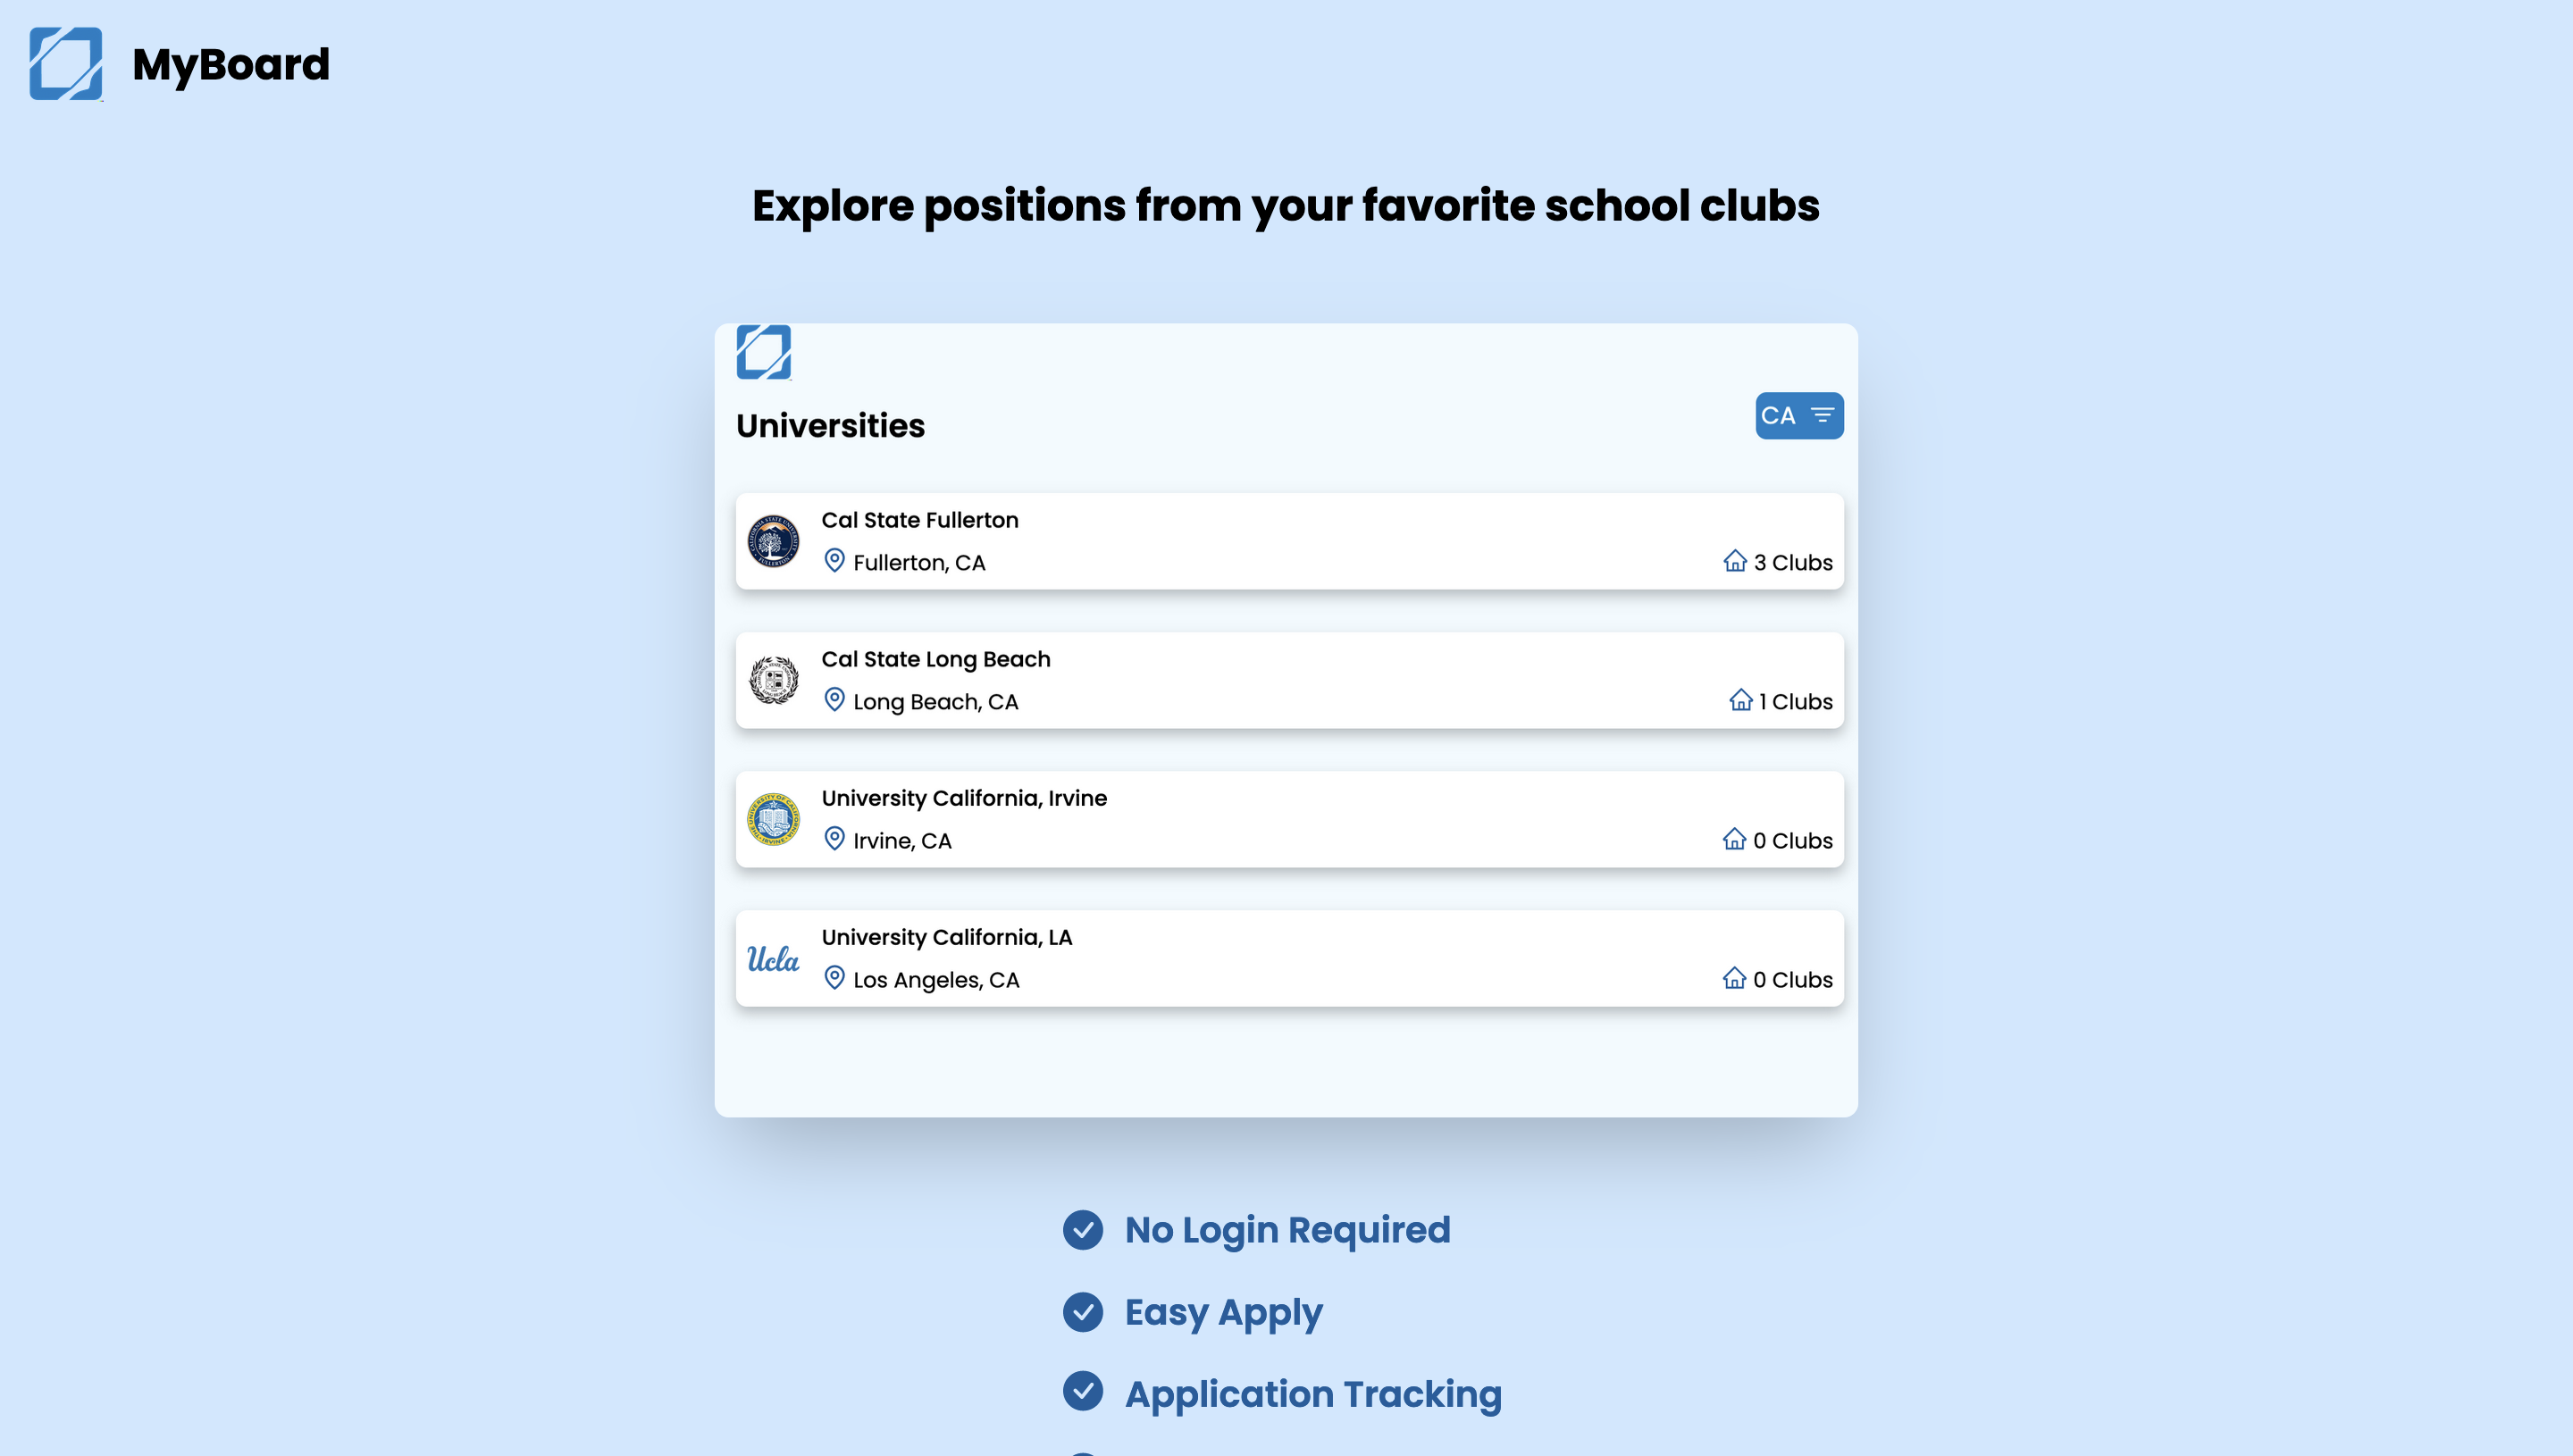 MyBoard
Explore positions from your favorite school clubs
Universities
CA
Cal State Fullerton
Fullerton, CA
3 Clubs
Cal State Long Beach
Long Beach, CA
1 Clubs
University California, Irvine
Irvine, CA
0 Clubs
Ucla
University California, LA
Los Angeles, CA
0 Clubs
No Login Required
Easy Apply
Application Tracking